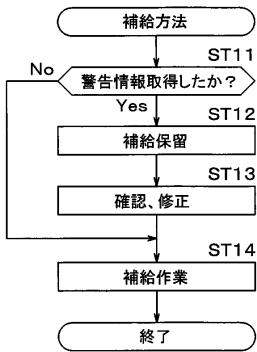 補給方法
ST11
No
警告情報取得したか？
Yes
ST12
補給保留
ST13
確認、修正
ST14
補給作業
終了